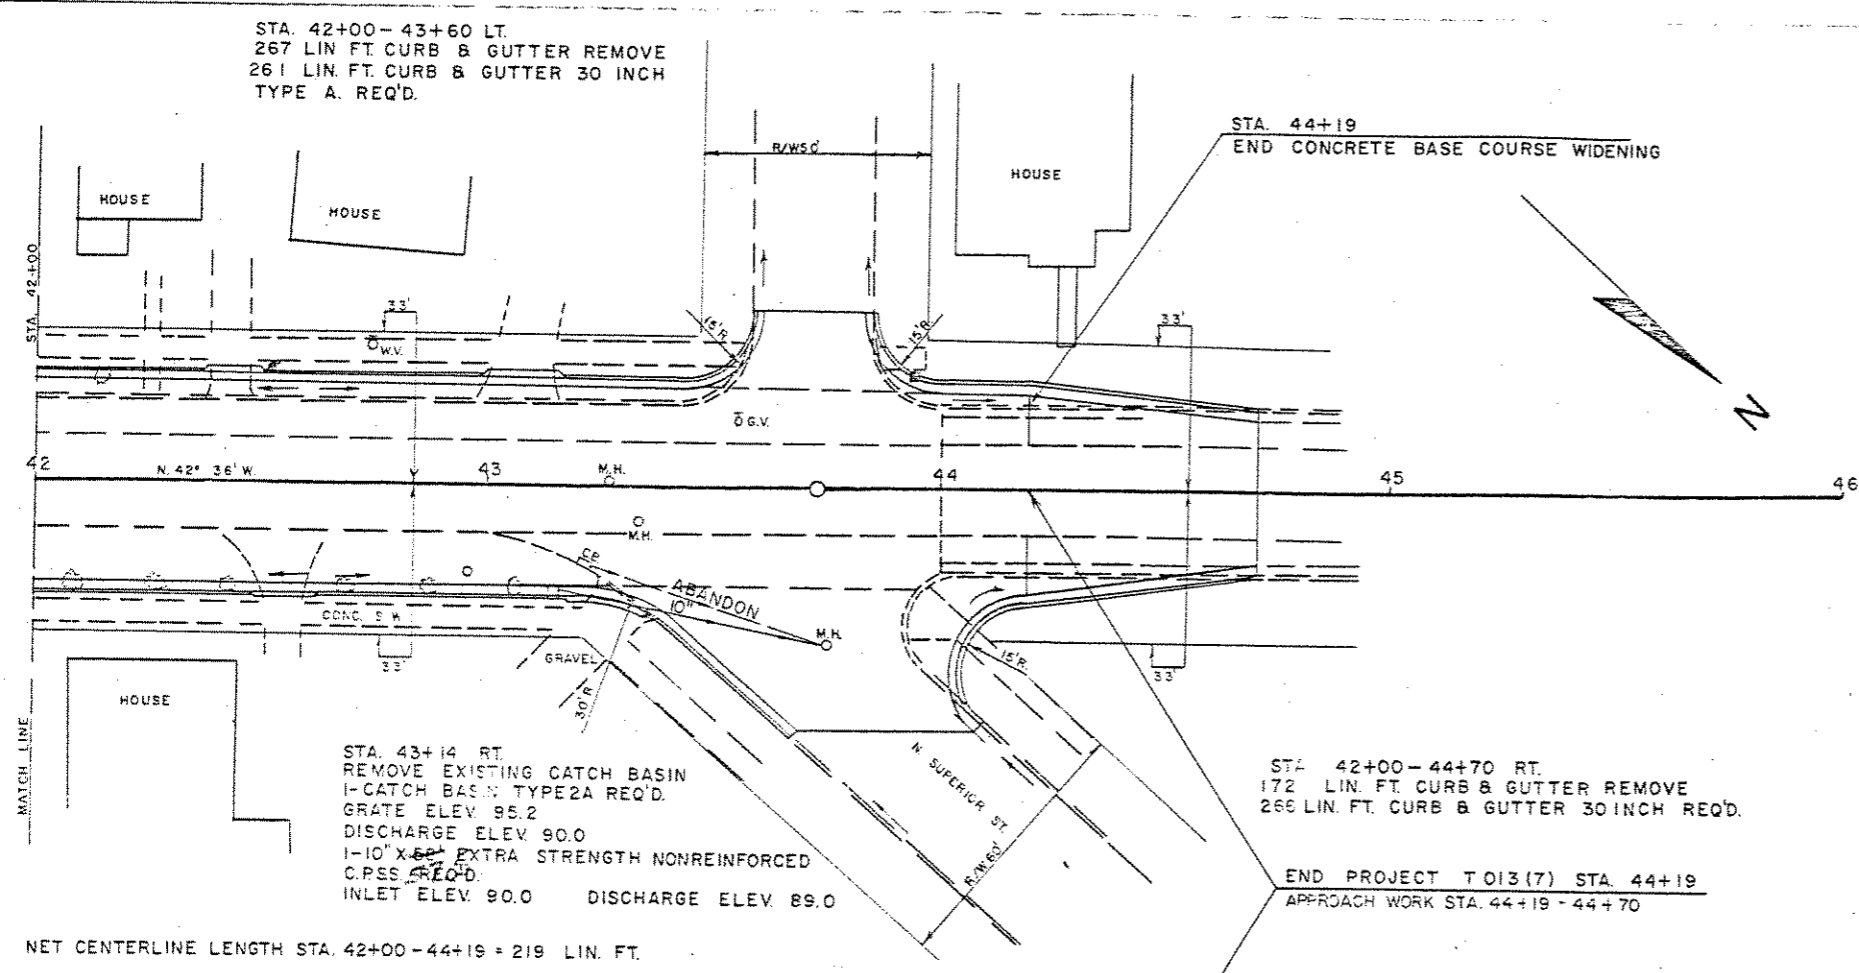 STA. 42+00-43+60 LT.
267 LIN FT. CURB & GUTTER REMOVE
261 LIN. FT. CURB & GUTTER 30 INCH
TYPE A. REQ'D.
STA. 44+19
END CONCRETE BASE COURSE WIDENING
R/W50'
HOUSE
HOUSE
HOUSE
STA. 42+00
33'
15'R.
15'R.
33'
W.V.
G.V.
N
42
N. 42° 36' W.
43
M.H.
44
45
46
M.H.
C.P.
ABANDON
10"
CONC. S.W.
M.H.
33'
GRAVEL
15'R.
33'
30'R
HOUSE
MATCH LINE
N. SUPERIOR ST.
R/W 60'
STA. 43+14 RT.
REMOVE EXISTING CATCH BASIN
1-CATCH BASIN TYPE2A REQ'D.
GRATE ELEV. 95.2
DISCHARGE ELEV. 90.0
1-10" X EXTRA STRENGTH NONREINFORCED
C.P.S.S. REQ'D.
INLET ELEV. 90.0 DISCHARGE ELEV. 89.0
STA 42+00-44+70 RT.
172 LIN. FT. CURB & GUTTER REMOVE
266 LIN. FT. CURB & GUTTER 30 INCH REQ'D.
END PROJECT T 013 (7) STA. 44+19
APPROACH WORK STA. 44+19 - 44+70
NET CENTERLINE LENGTH STA. 42+00-44+19 = 219 LIN. FT.